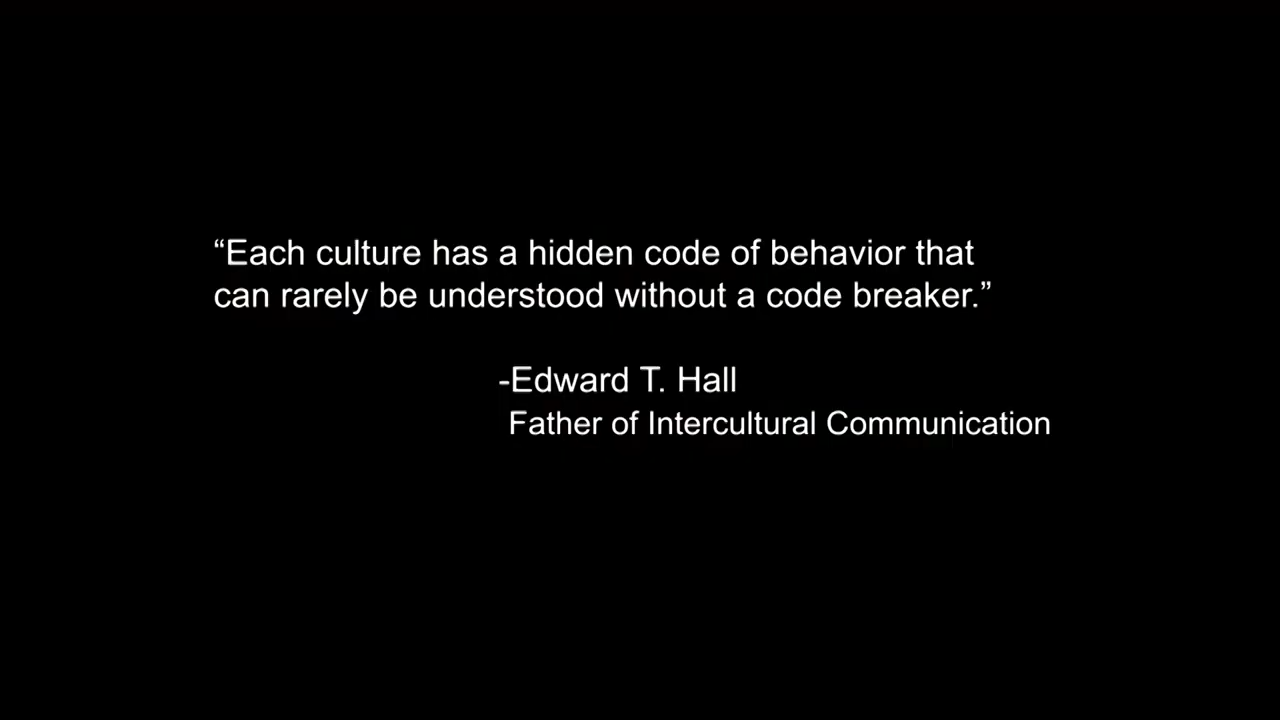 “Each culture has a hidden code of behavior that
can rarely be understood without a code breaker.”
-Edward T. Hall
Father of Intercultural Communication